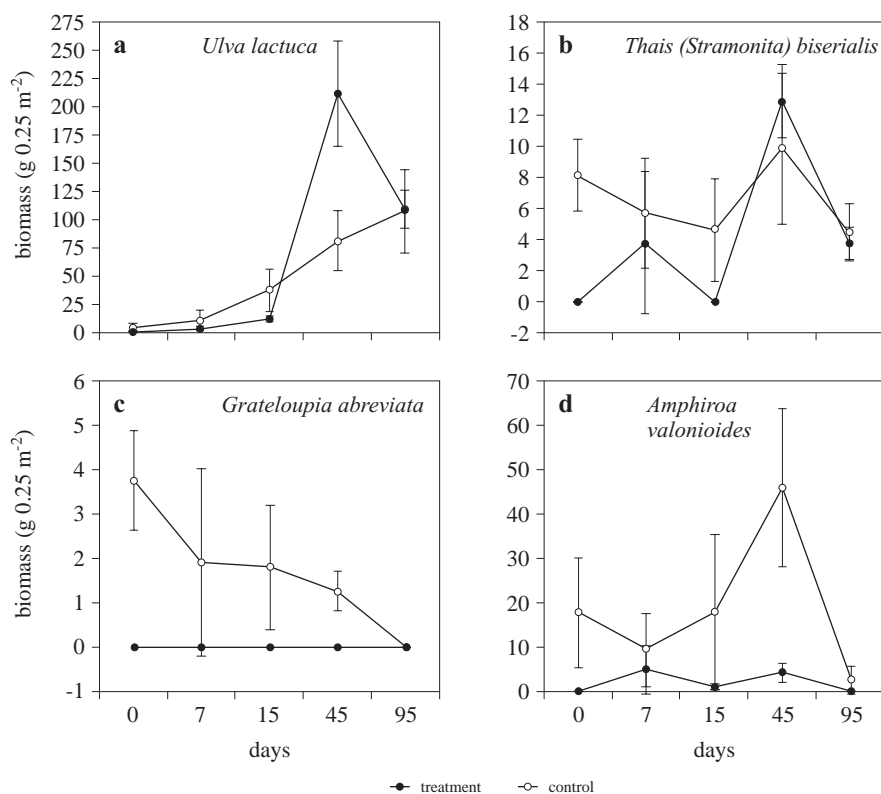 a
Ulva lactuca
biomass (g 0.25 m⁻²)
275
250
225
200
175
150
125
100
75
50
25
0
b
Thais (Stramonita) biserialis
18
16
14
12
10
8
6
4
2
0
-2
c
Grateloupia abreviata
biomass (g 0.25 m⁻²)
6
5
4
3
2
1
0
-1
0 7 15 45 95
days
d
Amphiroa
valonioides
70
60
50
40
30
20
10
0
0 7 15 45 95
days
treatment control